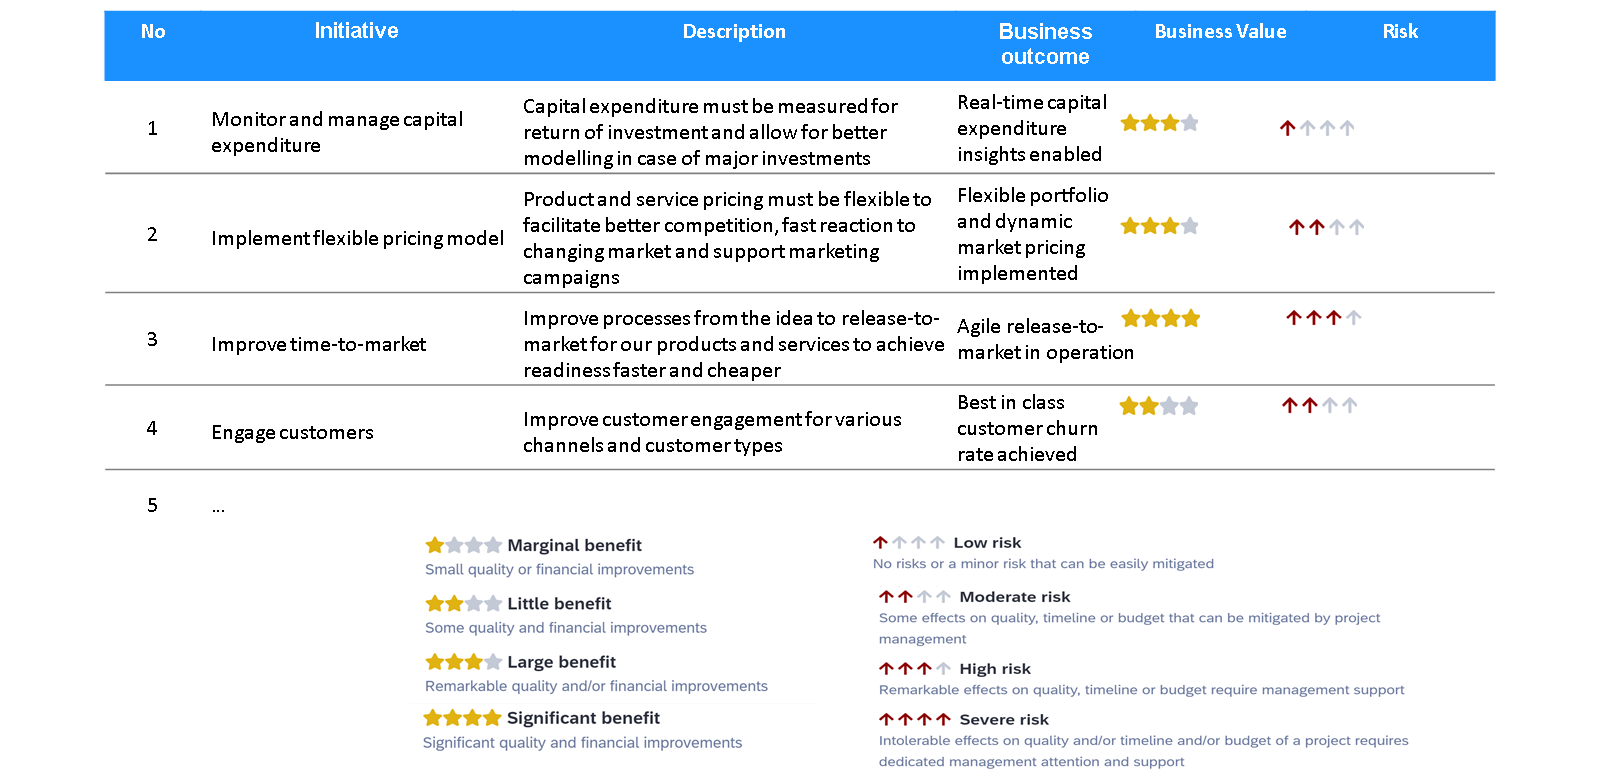 No Initiative Description Business outcome Business Value Risk
1
Monitor and manage capital
expenditure
Capital expenditure must be measured for
return of investment and allow for better
modelling in case of major investments
Real-time capital
expenditure
insights enabled
2
Implement flexible pricing model
Product and service pricing must be flexible to
facilitate better competition, fast reaction to
changing market and support marketing
campaigns
Flexible portfolio
and dynamic
market pricing
implemented
3
Improve time-to-market
Improve processes from the idea to release-to-
market for our products and services to achieve
readiness faster and cheaper
Agile release-to-
market in operation
4
Engage customers
Improve customer engagement for various
channels and customer types
Best in class
customer churn
rate achieved
5
...
Marginal benefit
Small quality or financial improvements
Little benefit
Some quality and financial improvements
Large benefit
Remarkable quality and/or financial improvements
Significant benefit
Significant quality and financial improvements
Low risk
No risks or a minor risk that can be easily mitigated
Moderate risk
Some effects on quality, timeline or budget that can be mitigated by project
management
High risk
Remarkable effects on quality, timeline or budget require management support
Severe risk
Intolerable effects on quality and/or timeline and/or budget of a project requires
dedicated management attention and support